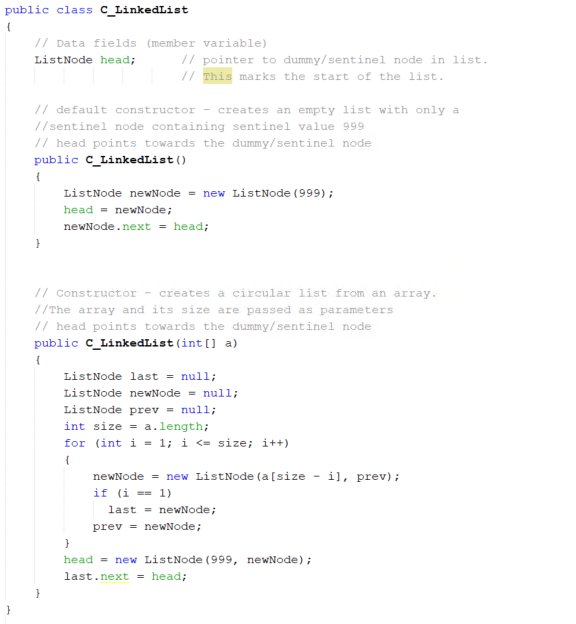 public class C_LinkedList
{
// Data fields (member variable)
ListNode head; // pointer to dummy/sentinel node in list.
// This marks the start of the list.
// default constructor - creates an empty list with only a
//sentinel node containing sentinel value 999
// head points towards the dummy/sentinel node
public C_LinkedList()
{
ListNode newNode = new ListNode(999);
head = newNode;
newNode.next = head;
}
// Constructor - creates a circular list from an array.
//The array and its size are passed as parameters
// head points towards the dummy/sentinel node
public C_LinkedList(int[] a)
{
ListNode last = null;
ListNode newNode = null;
ListNode prev = null;
int size = a.length;
for (int i = 1; i <= size; i++)
{
newNode = new ListNode(a[size - i], prev);
if (i == 1)
last = newNode;
prev = newNode;
}
head = new ListNode(999, newNode);
last.next = head;
}
}